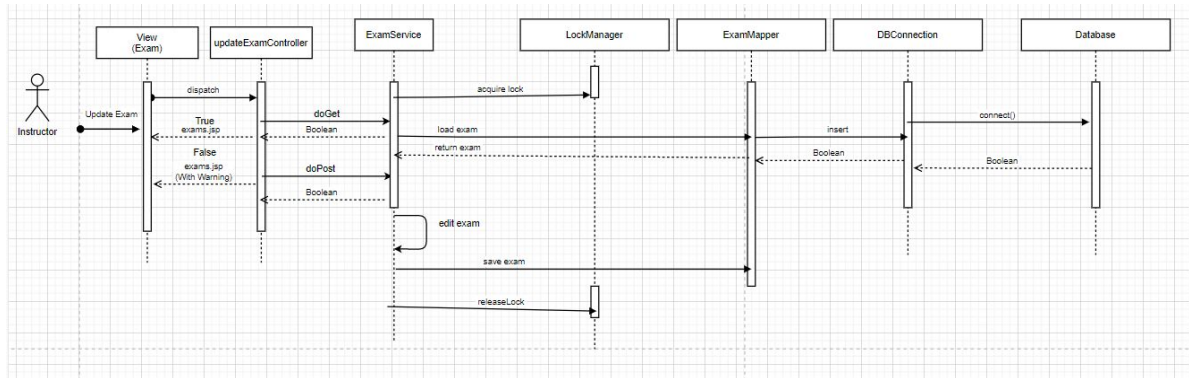 View
(Exam)
updateExamController
ExamService
LockManager
ExamMapper
DBConnection
Database
Instructor
Update Exam
dispatch
acquire lock
True
exams.jsp
doGet
Boolean
load exam
insert
connect()
return exam
Boolean
Boolean
False
exams.jsp
(With Warning)
doPost
Boolean
edit exam
save exam
releaseLock